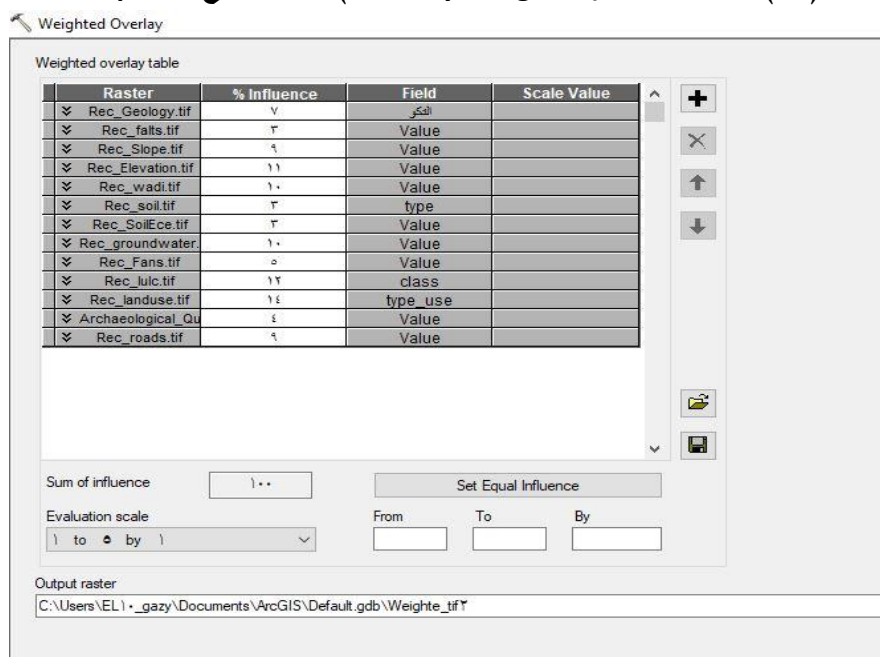 Weighted Overlay
Weighted overlay table
Raster % Influence Field Scale Value
Rec_Geology.tif ٧
Rec_falts.tif ٣ Value
Rec_Slope.tif ٩ Value
Rec_Elevation.tif ١١ Value
Rec_wadi.tif ١٠ Value
Rec_soil.tif ٣ type
Rec_SoilEce.tif ٣ Value
Rec_groundwater. ١٠ Value
Rec_Fans.tif ٥ Value
Rec_lulc.tif ١٢ class
Rec_landuse.tif ١٤ type_use
Archaeological_Qu ٤ Value
Rec_roads.tif ٩ Value
Sum of influence ١٠٠ Set Equal Influence
Evaluation scale From To By
١ to ٥ by ١
Output raster
C:\Users\EL١٠_gazy\Documents\ArcGIS\Default.gdb\Weighte_tif٣